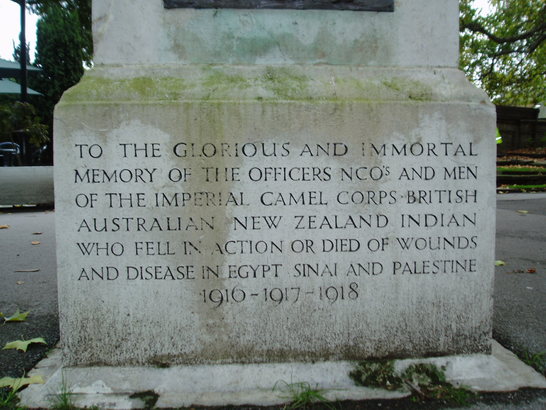 TO THE GLORIOUS AND IMMORTAL
MEMORY OF THE OFFICERS NCO'S AND MEN
OF THE IMPERIAL CAMEL CORPS·BRITISH
AUSTRALIAN NEW ZEALAND INDIAN
WHO FELL IN ACTION OR DIED OF WOUNDS
AND DISEASE IN EGYPT SINAI AND PALESTINE
1916-1917-1918